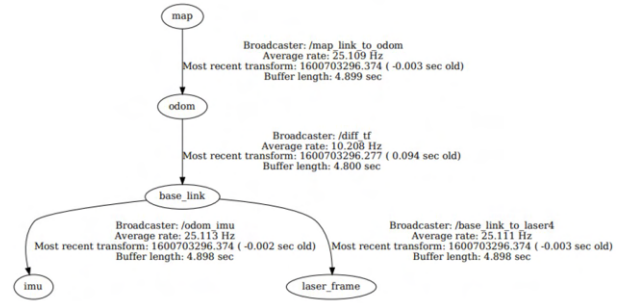 map
Broadcaster: /map_link_to_odom
Average rate: 25.109 Hz
Most recent transform: 1600703296.374 ( -0.003 sec old)
Buffer length: 4.899 sec
odom
Broadcaster: /diff_tf
Average rate: 10.208 Hz
Most recent transform: 1600703296.277 ( 0.094 sec old)
Buffer length: 4.800 sec
base_link
Broadcaster: /odom_imu
Average rate: 25.113 Hz
Most recent transform: 1600703296.374 ( -0.002 sec old)
Buffer length: 4.898 sec
Broadcaster: /base_link_to_laser4
Average rate: 25.111 Hz
Most recent transform: 1600703296.374 ( -0.003 sec old)
Buffer length: 4.898 sec
imu
laser_frame